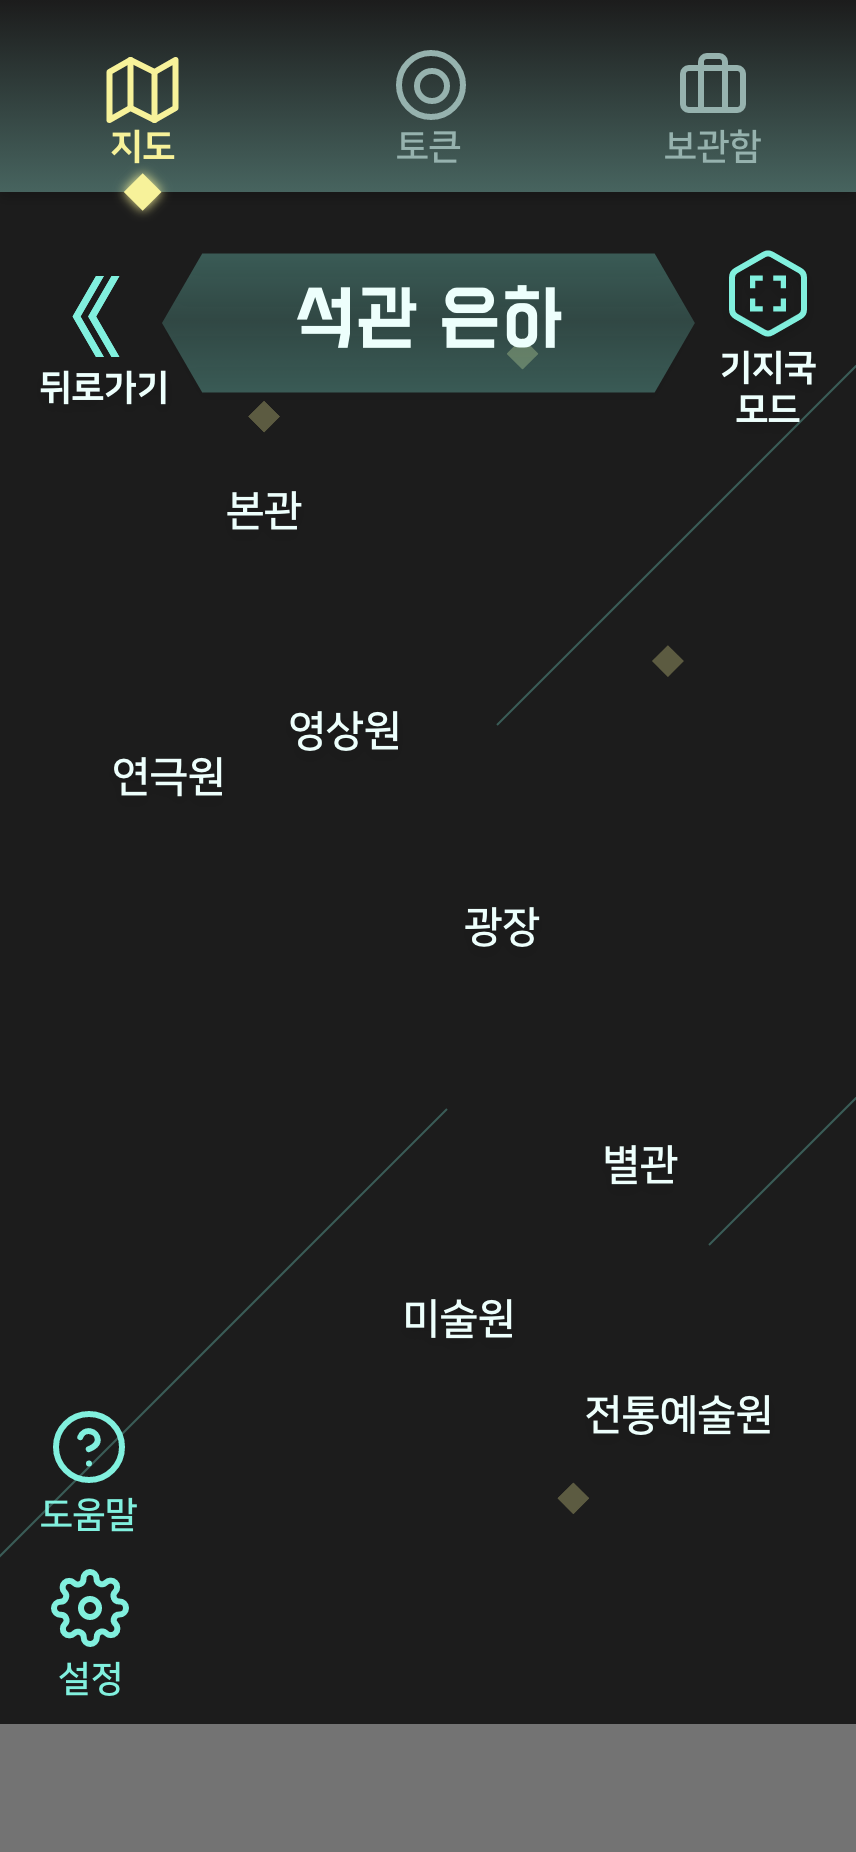 지도
토큰
보관함
석관 은하
뒤로가기
기지국
모드
본관
영상원
연극원
광장
별관
미술원
전통예술원
도움말
설정